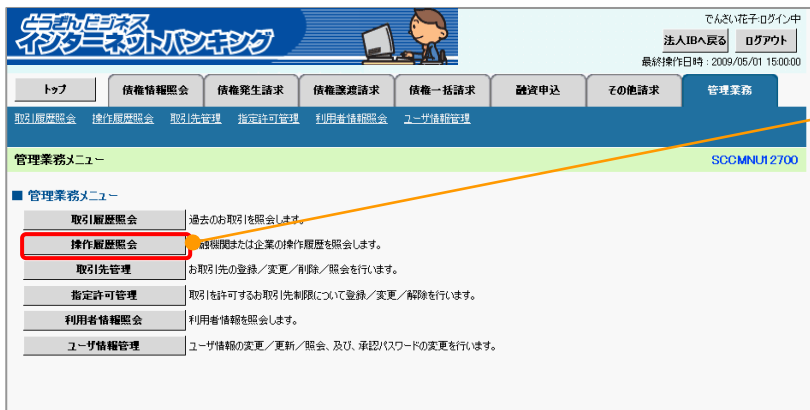 とうぎんビジネス
インターネットバンキング
でんさい花子:ログイン中
法人IBへ戻る ログアウト
最終操作日時：2009/05/01 15:00:00
トップ 債権情報照会 債権発生請求 債権譲渡請求 債権一括請求 融資申込 その他請求 管理業務
取引履歴照会 操作履歴照会 取引先管理 指定許可管理 利用者情報照会 ユーザ情報管理
管理業務メニュー SCCMNU12700
■ 管理業務メニュー
取引履歴照会 過去のお取引を照会します。
操作履歴照会 融機関または企業の操作履歴を照会します。
取引先管理 お取引先の登録／変更／削除／照会を行います。
指定許可管理 取引を許可するお取引先制限について登録／変更／解除を行います。
利用者情報照会 利用者情報を照会します。
ユーザ情報管理 ユーザ情報の変更／更新／照会、及び、承認パスワードの変更を行います。